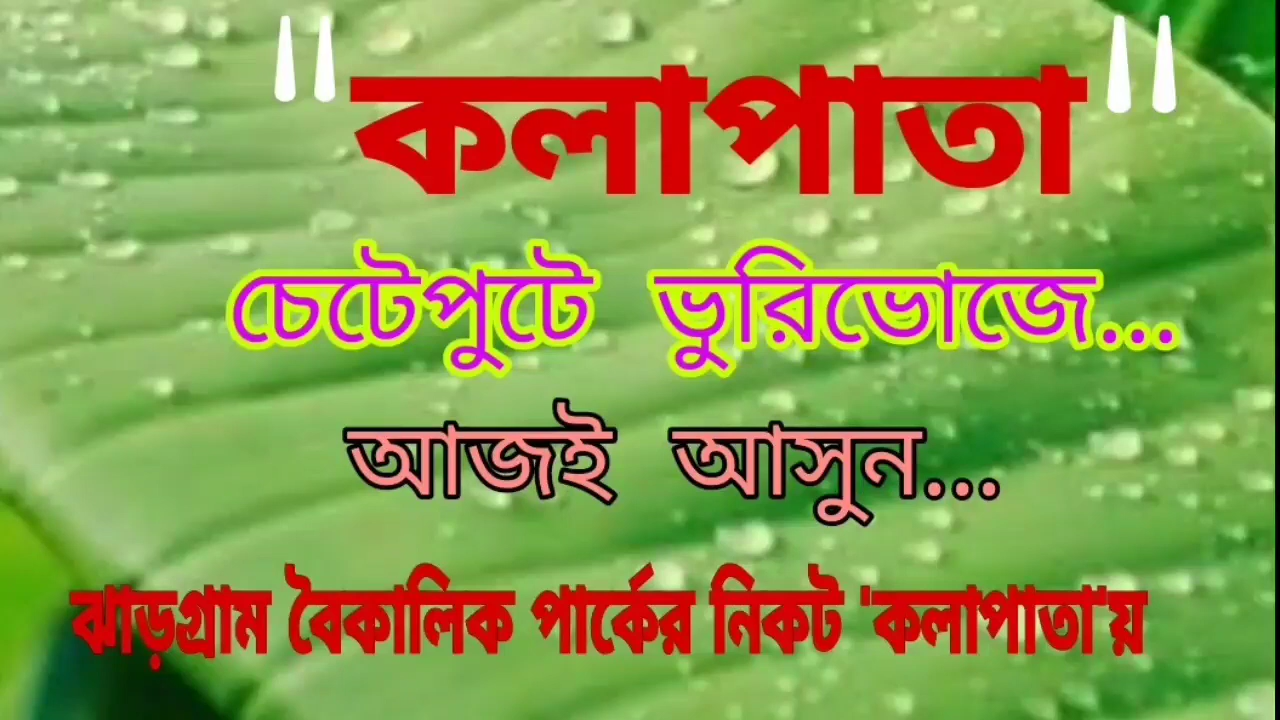 "কলাপাতা"
চেটেপুটে ভুরিভোজে...
আজই আসুন...
ঝাড়গ্রাম বৈকালিক পার্কের নিকট 'কলাপাতা'য়